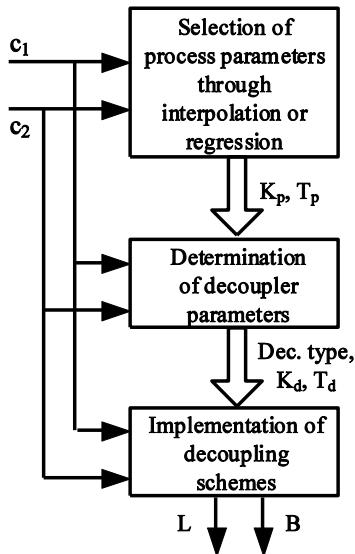 c1
c2
Selection of
process parameters
through
interpolation or
regression
Kp, Tp
Determination
of decoupler
parameters
Dec. type,
Kd, Td
Implementation of
decoupling
schemes
L
B